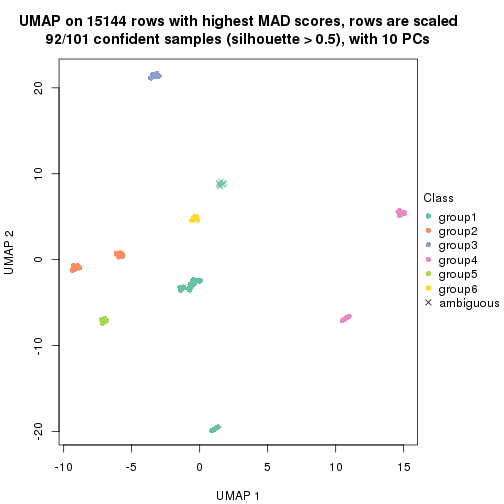 UMAP on 15144 rows with highest MAD scores, rows are scaled
92/101 confident samples (silhouette > 0.5), with 10 PCs
20
10
0
-10
-20
UMAP 2
-10
-5
0
5
10
15
UMAP 1
Class
group1
group2
group3
group4
group5
group6
ambiguous